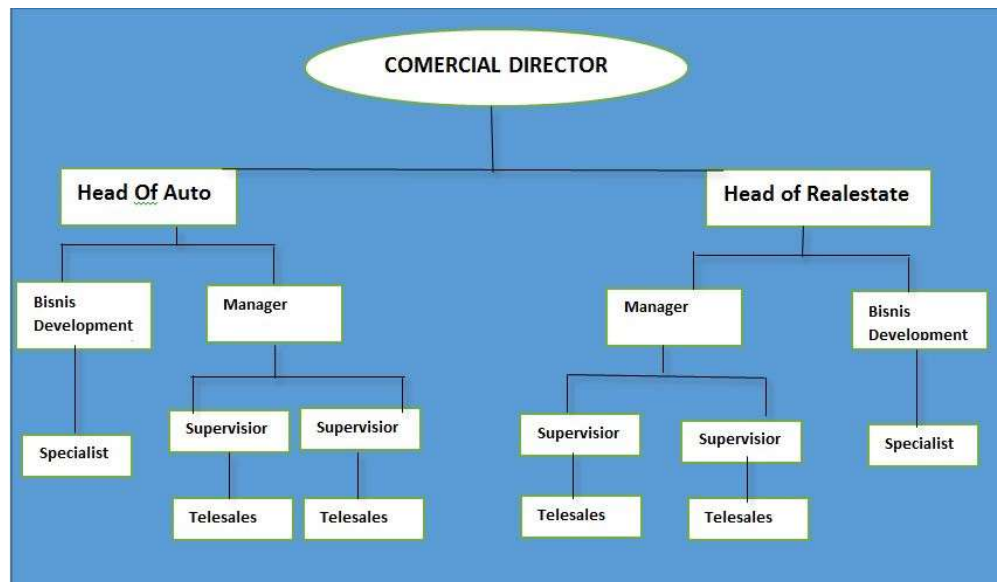 COMERCIAL DIRECTOR
Head Of Auto
Head of Realestate
Bisnis
Development
Manager
Manager
Bisnis
Development
Supervisior
Supervisior
Supervisior
Supervisior
Specialist
Specialist
Telesales
Telesales
Telesales
Telesales